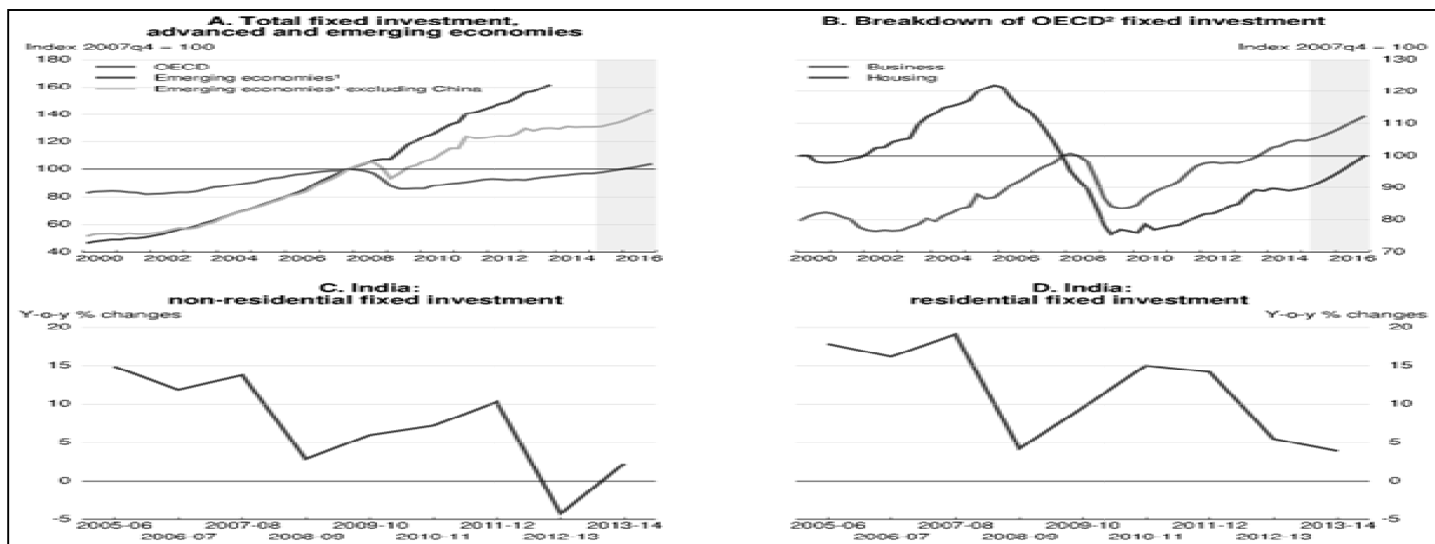 A. Total fixed investment,
advanced and emerging economies
Index 2007q4 = 100
180
160
140
120
100
80
60
40
OECD
Emerging economies¹
Emerging economies¹ excluding China
2000 2002 2004 2006 2008 2010 2012 2014 2016
B. Breakdown of OECD² fixed investment
Index 2007q4 = 100
130
120
110
100
90
80
70
Business
Housing
2000 2002 2004 2006 2008 2010 2012 2014 2016
C. India:
non-residential fixed investment
Y-o-y % changes
20
15
10
5
0
-5
2005-06 2007-08 2009-10 2011-12 2013-14
2006-07 2008-09 2010-11 2012-13
D. India:
residential fixed investment
Y-o-y % changes
20
15
10
5
0
-5
2005-06 2007-08 2009-10 2011-12 2013-14
2006-07 2008-09 2010-11 2012-13